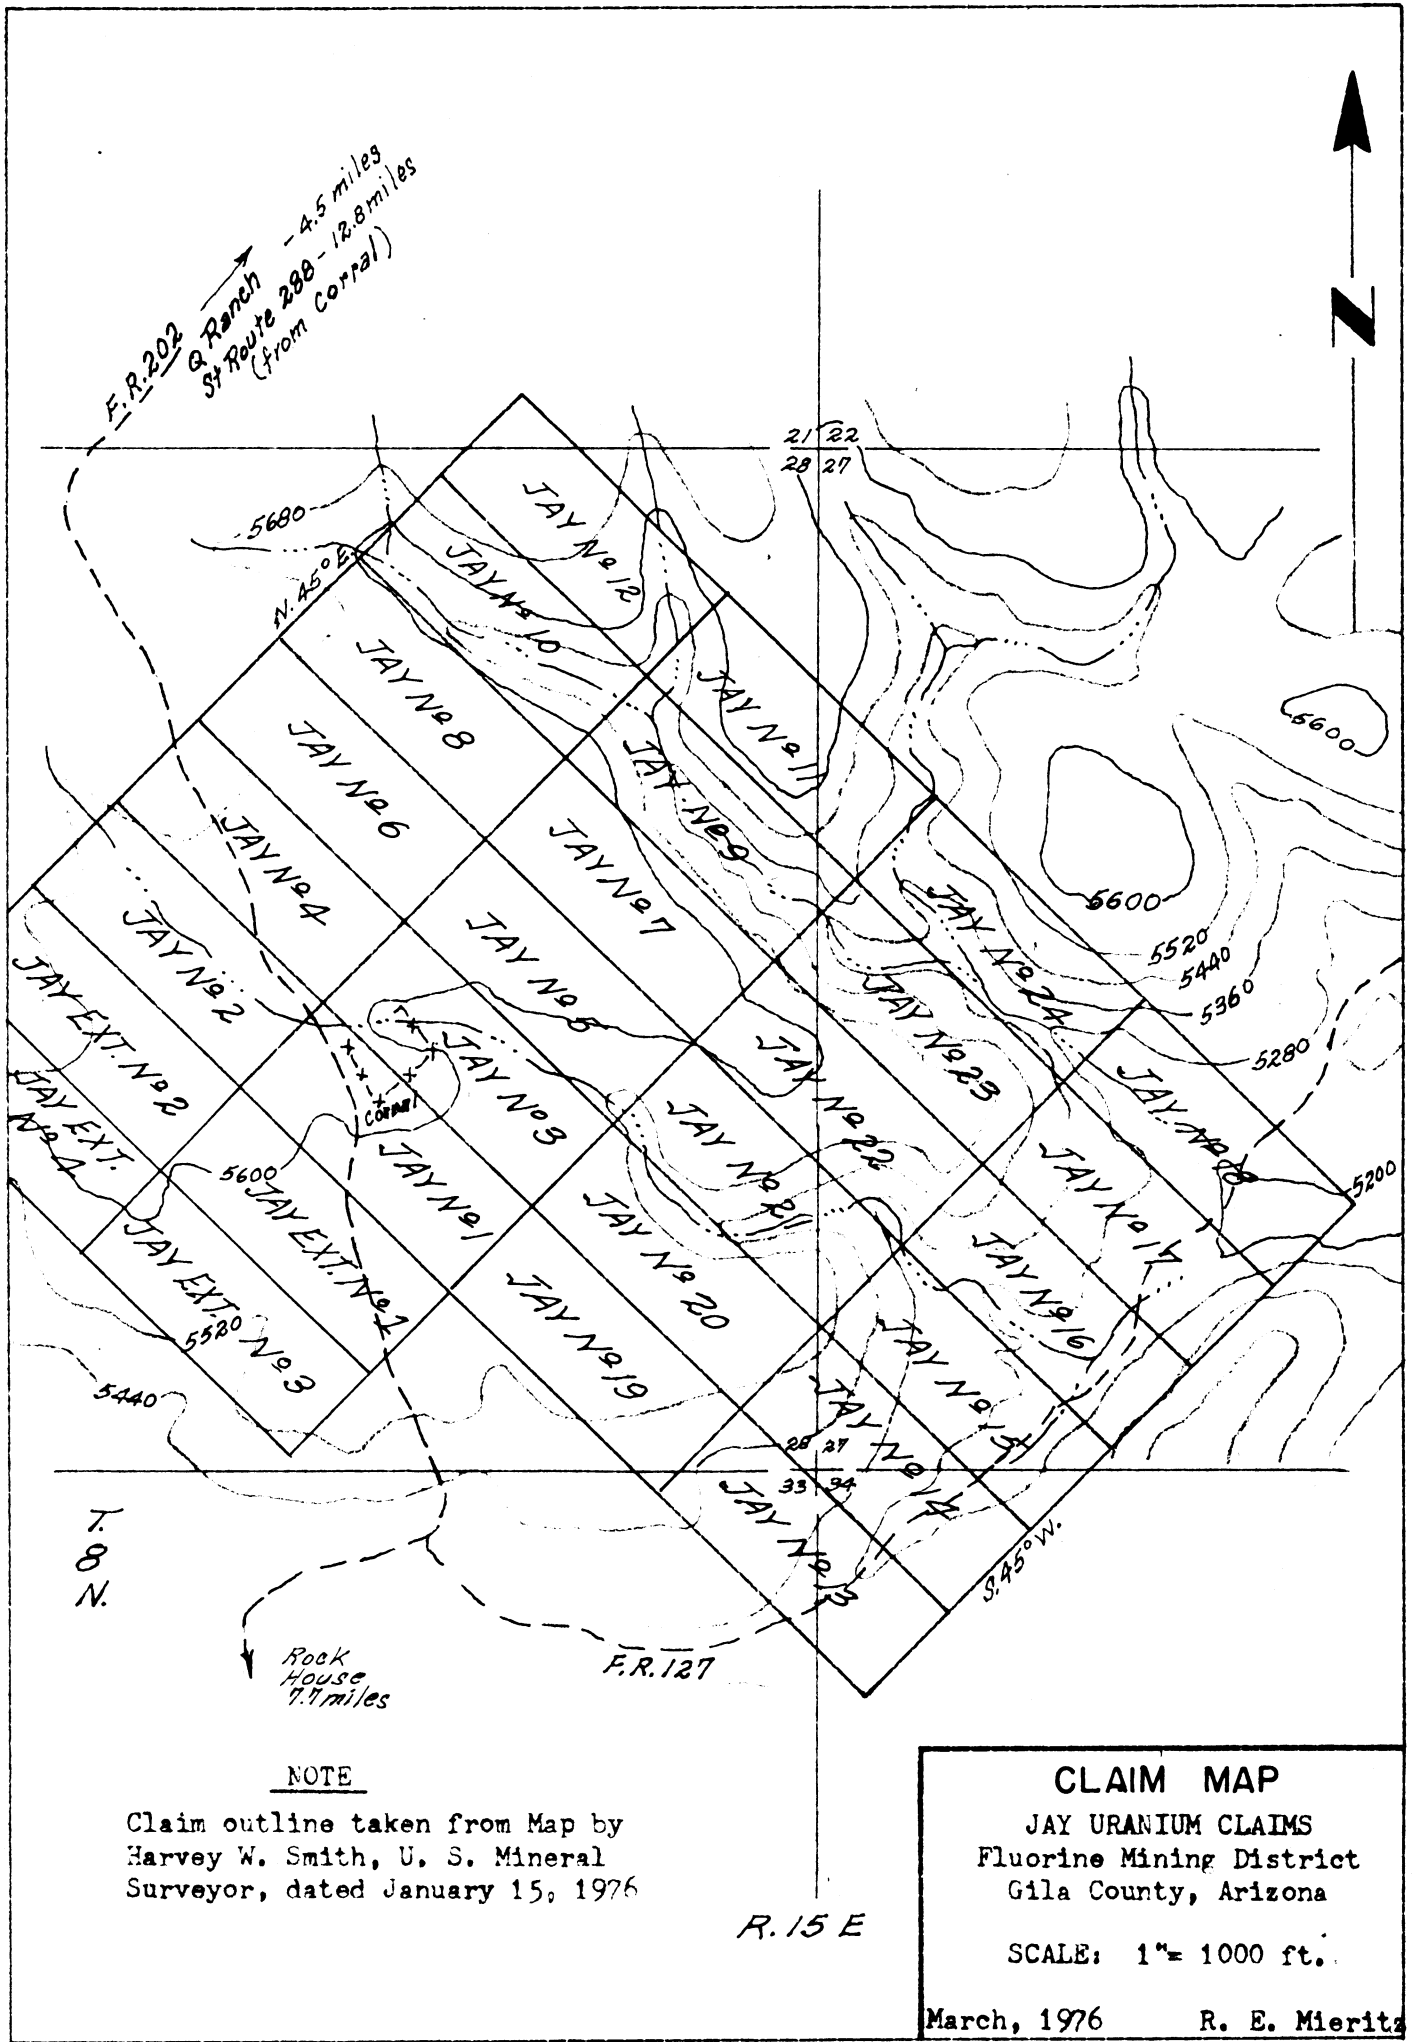 F.R. 202
Q Ranch - 4.5 miles
St Route 288 - 12.8 miles
(from Corral)
N
21 22
28 27
5680
N. 45° E.
JAY No 12
JAY No 10
JAY No 8
JAY No 11
JAY No 6
JAY No 9
JAY No 4
JAY No 7
JAY No 2
JAY No 5
JAY No 24
JAY No 23
5600
5600
5520
5440
5360
5280
5200
JAY EXT. No 2
JAY EXT.
No 4
Corral
JAY No 3
JAY No 22
JAY No 21
JAY No 18
JAY No 17
JAY No 1
5600
JAY EXT. No 1
JAY No 20
JAY No 16
JAY EXT. No 3
5520
JAY No 19
JAY No 15
5440
JAY No 14
28 27
33 34
JAY No 13
S. 45° W.
T.
8
N.
Rock
House
7.7 miles
F.R. 127
NOTE
Claim outline taken from Map by
Harvey W. Smith, U. S. Mineral
Surveyor, dated January 15, 1976
R. 15 E
CLAIM MAP
JAY URANIUM CLAIMS
Fluorine Mining District
Gila County, Arizona
SCALE: 1"= 1000 ft.
March, 1976 R. E. Mieritz